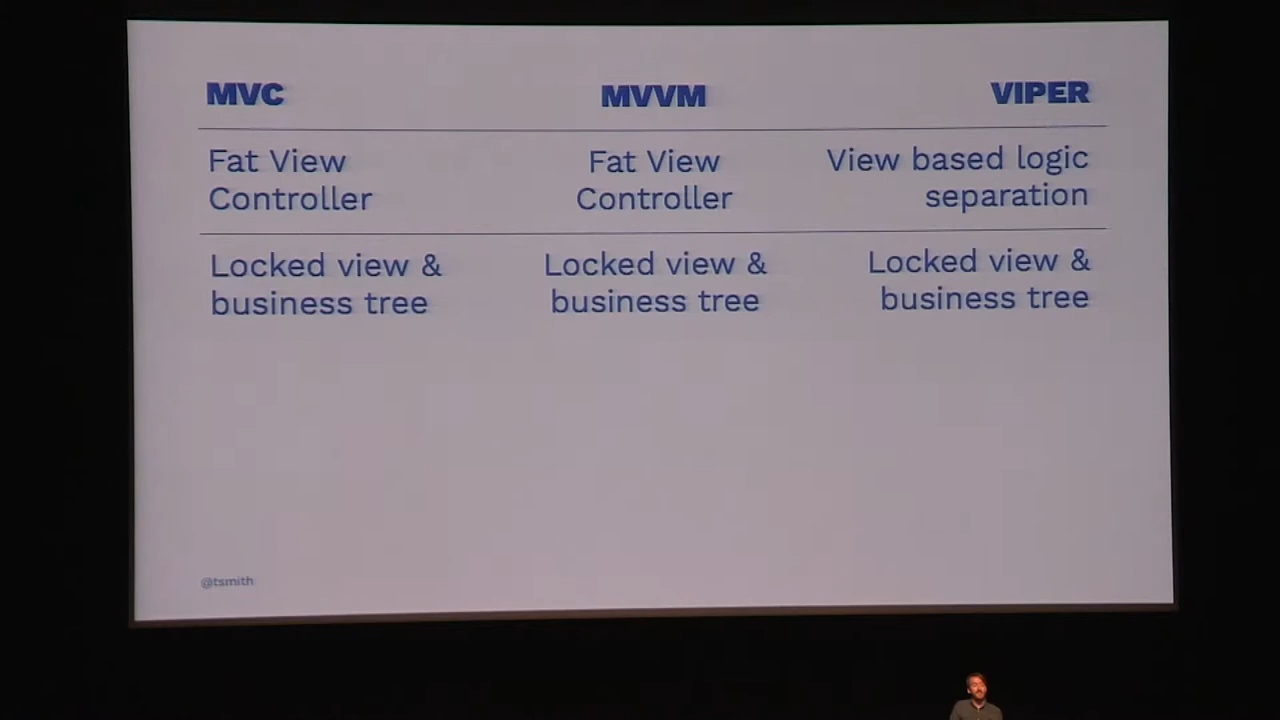 MVC MVVM VIPER
Fat View Fat View View based logic
Controller Controller separation
Locked view & Locked view & Locked view &
business tree business tree business tree
@tsmith